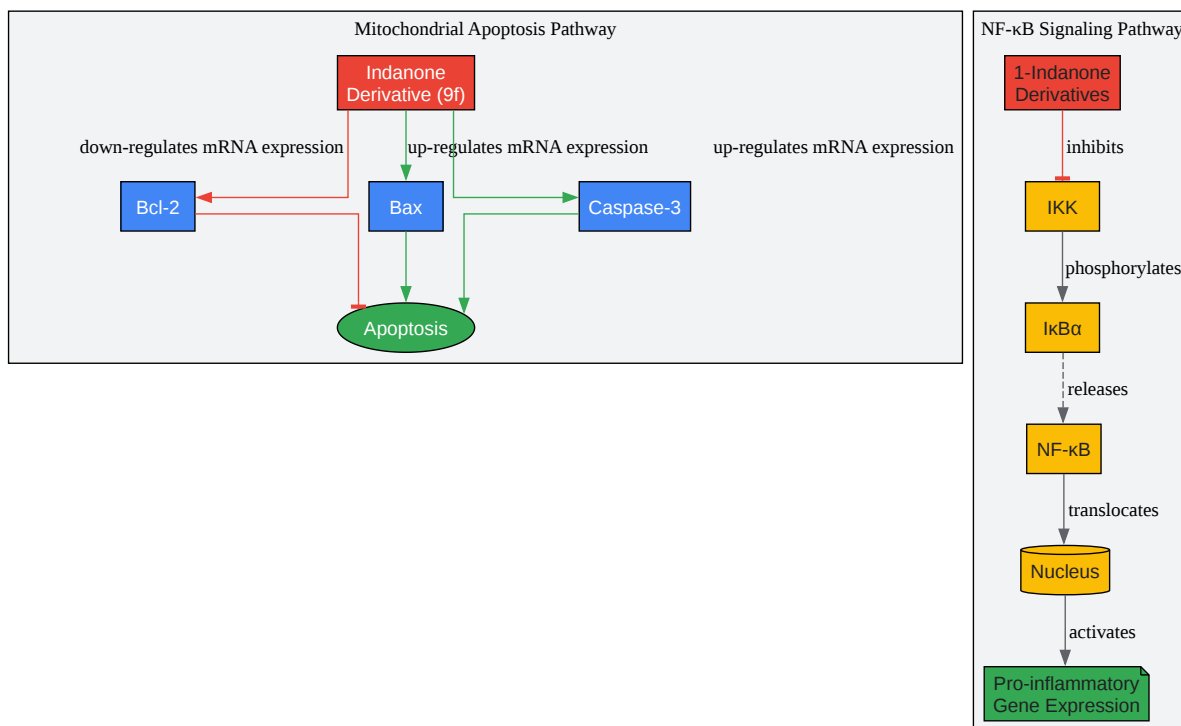 Mitochondrial Apoptosis Pathway
Indanone
Derivative (9f)
down-regulates mRNA expression
up-regulates mRNA expression
up-regulates mRNA expression
Bcl-2
Bax
Caspase-3
Apoptosis
NF-κB Signaling Pathway
1-Indanone
Derivatives
inhibits
IKK
phosphorylates
IκBα
releases
NF-κB
translocates
Nucleus
activates
Pro-inflammatory
Gene Expression